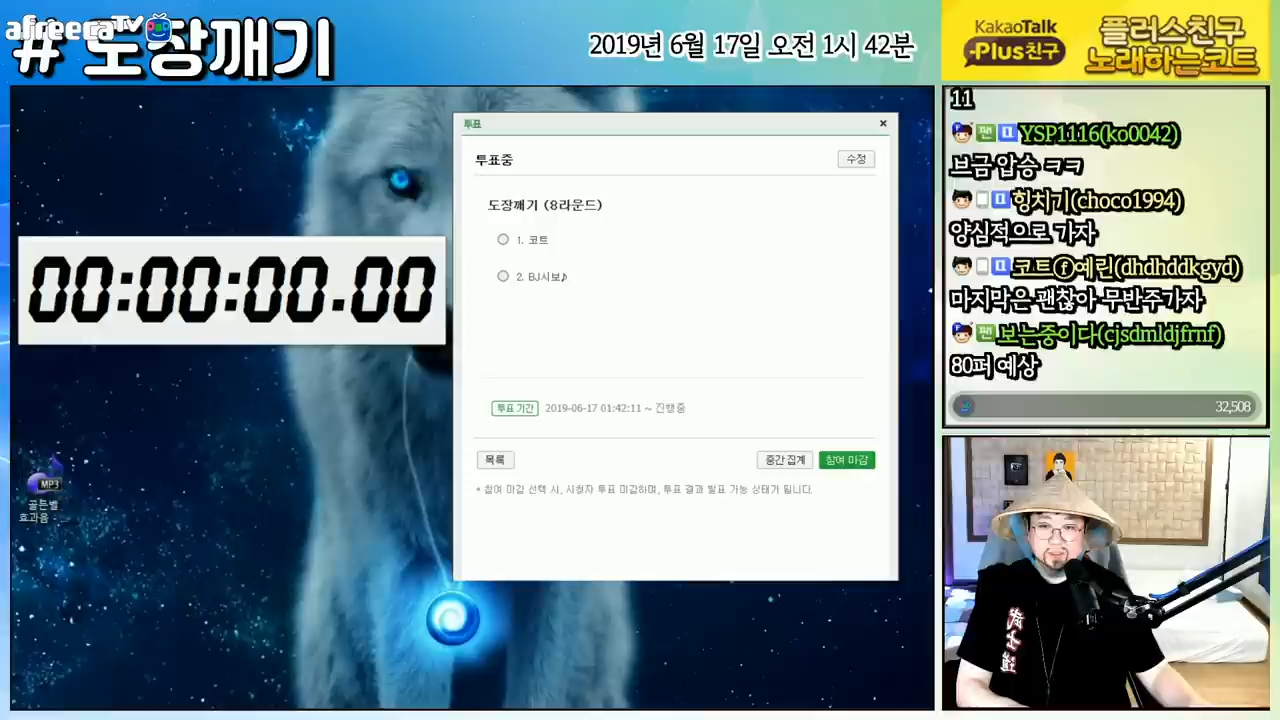 afreecaTV
# 도장깨기
2019년 6월 17일 오전 1시 42분
KakaoTalk
Plus친구
플러스친구
노래하는코트
투표
투표중
수정
도장깨기 (8라운드)
1. 코트
2. BJ시보♪
투표 기간 2019-06-17 01:42:11 ~ 진행중
목록
중간 집계
참여 마감
* 참여 마감 선택 시, 시청자 투표 마감하며, 투표 결과 발표 가능 상태가 됩니다.
00:00:00.00
MP3
골든벨
효과음
11
팬 YSP1116(ko0042)
브금 압승 ㅋㅋ
힝치기(choco1994)
양심적으로 가자
코트ⓕ예린(dhdhddkgyd)
마지막은 괜찮아 무반주가자
팬 보는중이다(cjsdmldjfrnf)
80퍼 예상
32,508
武士道